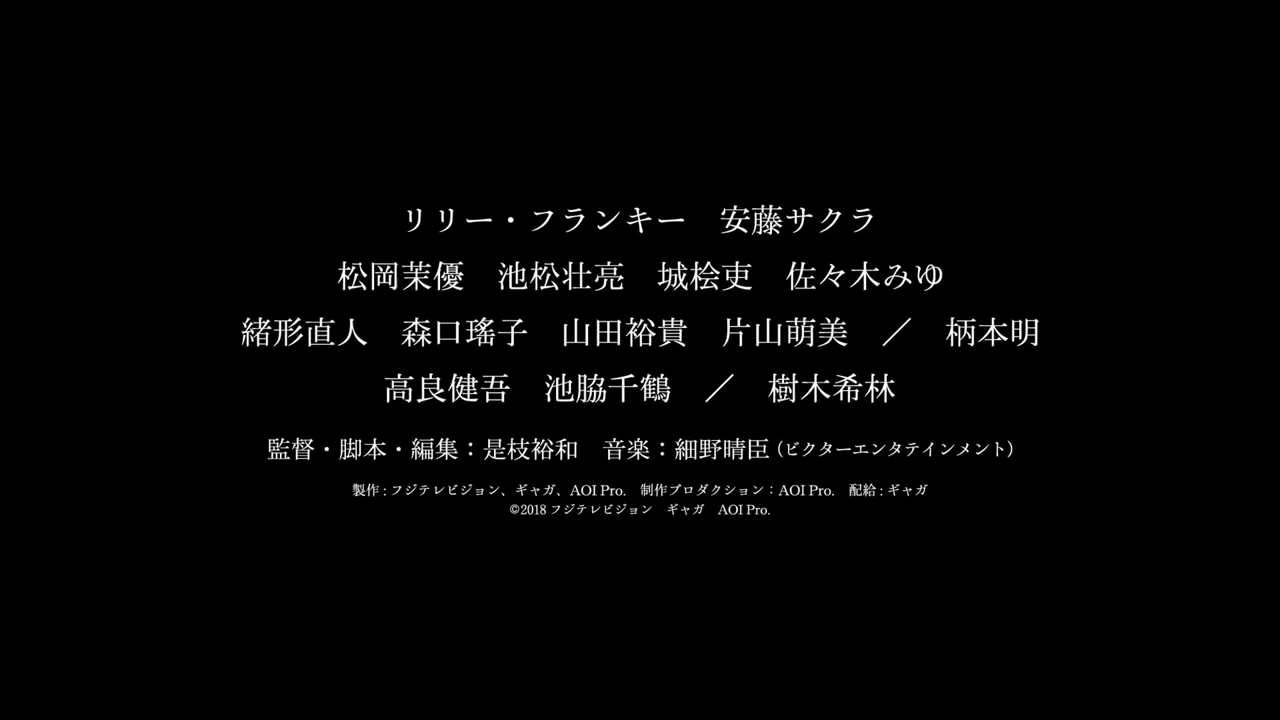 リリー・フランキー　安藤サクラ
松岡茉優　池松壮亮　城桧吏　佐々木みゆ
緒形直人　森口瑤子　山田裕貴　片山萌美　／　柄本明
高良健吾　池脇千鶴　／　樹木希林
監督・脚本・編集：是枝裕和　音楽：細野晴臣（ビクターエンタテインメント）
製作 : フジテレビジョン、ギャガ、AOI Pro.　制作プロダクション：AOI Pro.　配給 : ギャガ
©2018 フジテレビジョン　ギャガ　AOI Pro.